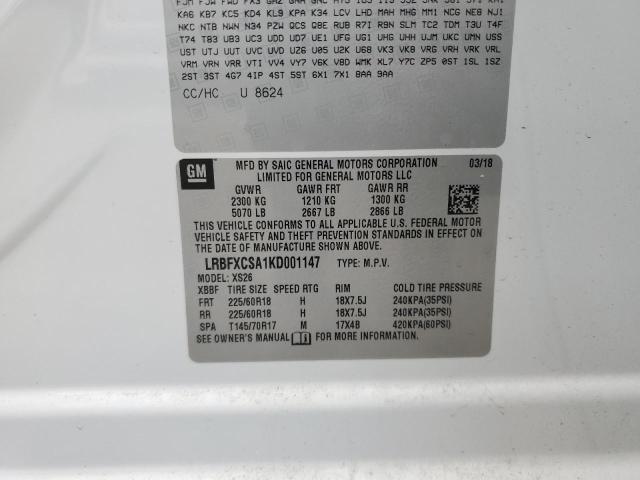 KA6 KB7 KC5 KD4 KL9 KPA K34 LCV LHD MAH MHG MM1 NCG NE8 NJ1
NKC NTB NWN N34 PZW QCS Q8E RUB R7I R9N SLM TC2 TDM T3U T4F
T74 T83 UB3 UC3 UDD UD7 UE1 UFG UG1 UHG UHH UJM UKC UMN USS
UST UTJ UUT UVC UVD UZ6 U05 U2K U68 VK3 VK8 VRG VRH VRK VRL
VRM VRN VRR VTI VV4 VY7 V6K V8D WMK XL7 Y7C ZP5 0ST 1SL 1SZ
2ST 3ST 4G7 4IP 4ST 5ST 6X1 7X1 8AA 9AA
CC/HC U 8624
GM
MFD BY SAIC GENERAL MOTORS CORPORATION 03/18
LIMITED FOR GENERAL MOTORS LLC
GVWR GAWR FRT GAWR RR
2300 KG 1210 KG 1300 KG
5070 LB 2667 LB 2866 LB
THIS VEHICLE CONFORMS TO ALL APPLICABLE U.S. FEDERAL MOTOR
VEHICLE SAFETY, BUMPER, AND THEFT PREVENTION STANDARDS IN EFFECT ON
THE DATE OF MANUFACTURE SHOWN ABOVE.
LRBFXCSA1KD001147 TYPE: M.P.V.
MODEL: XS26
XBBF TIRE SIZE SPEED RTG RIM COLD TIRE PRESSURE
FRT 225/60R18 H 18X7.5J 240KPA(35PSI)
RR 225/60R18 H 18X7.5J 240KPA(35PSI)
SPA T145/70R17 M 17X4B 420KPA(60PSI)
SEE OWNER'S MANUAL FOR MORE INFORMATION.